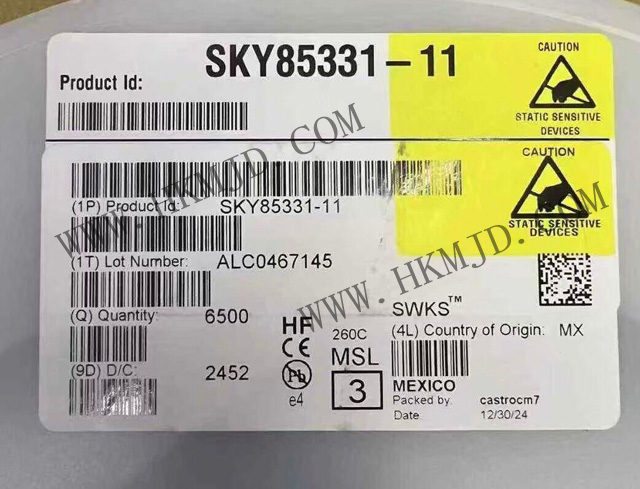 SKY85331-11
Product Id:
CAUTION
STATIC SENSITIVE
DEVICES
(1P) Product Id: SKY85331-11
CAUTION
STATIC SENSITIVE
DEVICES
(1T) Lot Number: ALC0467145
(Q) Quantity: 6500
(9D) D/C: 2452
HF
CE
Pb
e4
260C
MSL
3
SWKS™
(4L) Country of Origin: MX
MEXICO
Packed by: castrocm7
Date 12/30/24
WWW.HKMJD.COM
WWW.HKMJD.COM